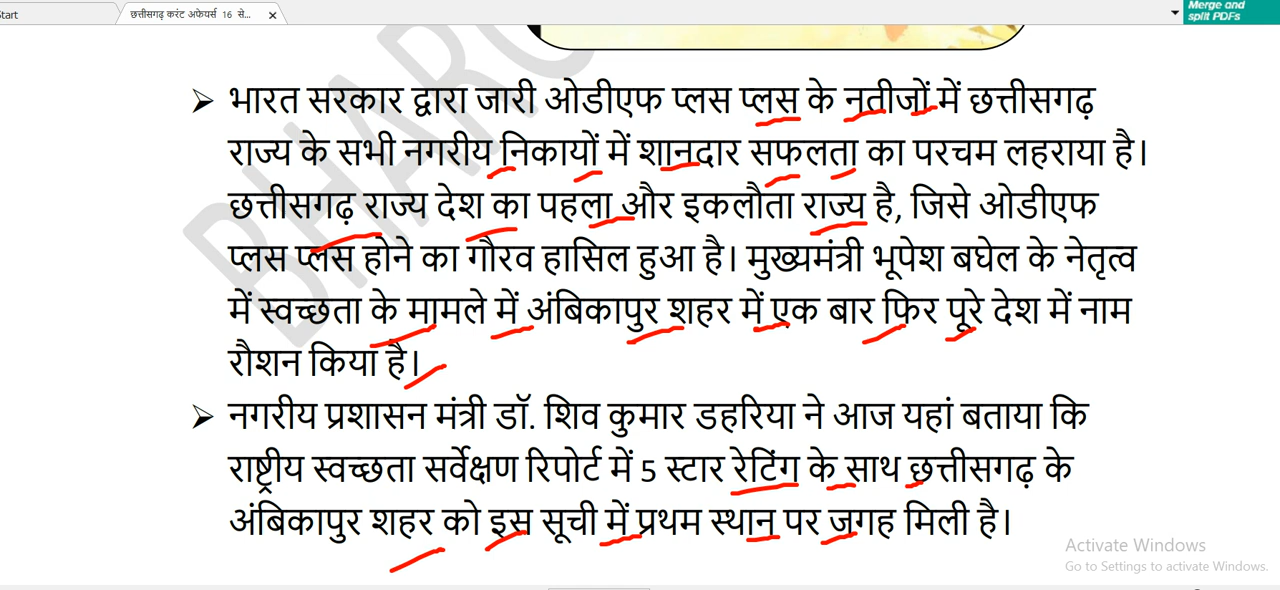 Start
छत्तीसगढ़ करंट अफेयर्स 16 से...
Merge and
split PDFs
➢ भारत सरकार द्वारा जारी ओडीएफ प्लस प्लस के नतीजों में छत्तीसगढ़
राज्य के सभी नगरीय निकायों में शानदार सफलता का परचम लहराया है।
छत्तीसगढ़ राज्य देश का पहला और इकलौता राज्य है, जिसे ओडीएफ
प्लस प्लस होने का गौरव हासिल हुआ है। मुख्यमंत्री भूपेश बघेल के नेतृत्व
में स्वच्छता के मामले में अंबिकापुर शहर में एक बार फिर पूरे देश में नाम
रौशन किया है।
➢ नगरीय प्रशासन मंत्री डॉ. शिव कुमार डहरिया ने आज यहां बताया कि
राष्ट्रीय स्वच्छता सर्वेक्षण रिपोर्ट में 5 स्टार रेटिंग के साथ छत्तीसगढ़ के
अंबिकापुर शहर को इस सूची में प्रथम स्थान पर जगह मिली है।
Activate Windows
Go to Settings to activate Windows.